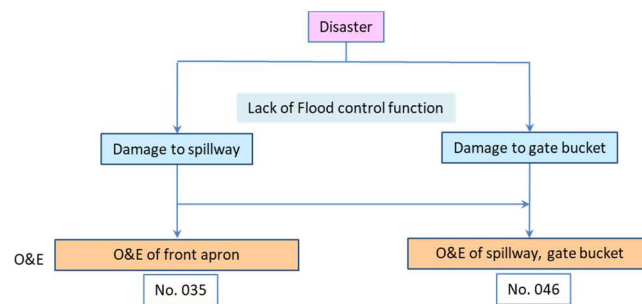 Disaster
Lack of Flood control function
Damage to spillway
Damage to gate bucket
O&E
O&E of front apron
O&E of spillway, gate bucket
No. 035
No. 046